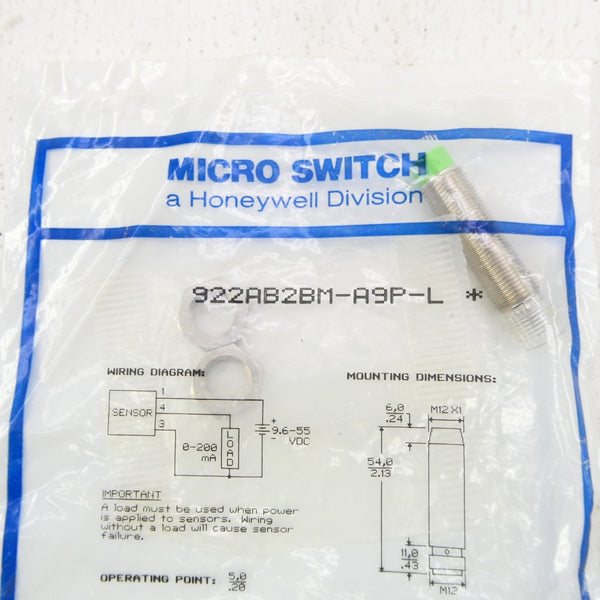 MICRO SWITCH
a Honeywell Division
922AB2BM-A9P-L *
WIRING DIAGRAM:
SENSOR
1
4
3
0-200
mA
LOAD
+
9.6-55
-
VDC
IMPORTANT
A load must be used when power
is applied to sensors. Wiring
without a load will cause sensor
failure.
OPERATING POINT: 5,0
.20
MOUNTING DIMENSIONS:
6,0
.24
M12 X1
54,0
2.13
11,0
.43
M12